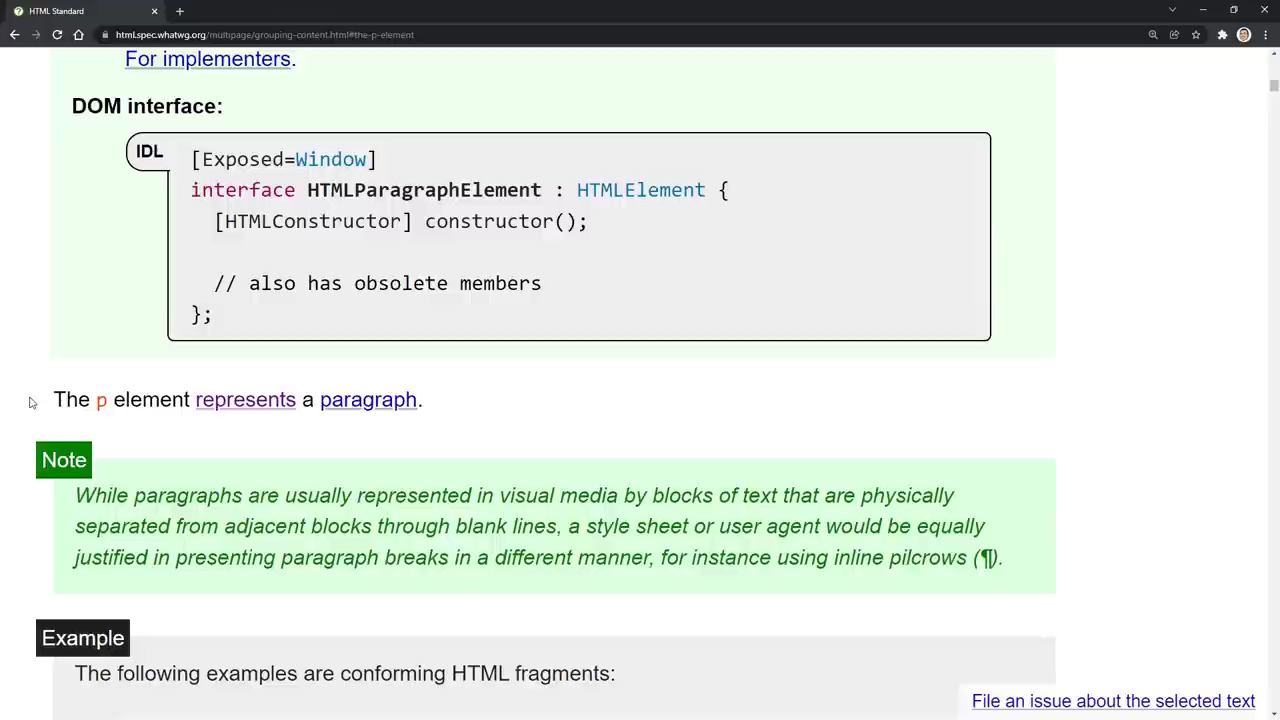 HTML Standard
html.spec.whatwg.org/multipage/grouping-content.html#the-p-element
For implementers.
DOM interface:
IDL
[Exposed=Window]
interface HTMLParagraphElement : HTMLElement {
[HTMLConstructor] constructor();
// also has obsolete members
};
The p element represents a paragraph.
Note
While paragraphs are usually represented in visual media by blocks of text that are physically
separated from adjacent blocks through blank lines, a style sheet or user agent would be equally
justified in presenting paragraph breaks in a different manner, for instance using inline pilcrows (¶).
Example
The following examples are conforming HTML fragments:
File an issue about the selected text